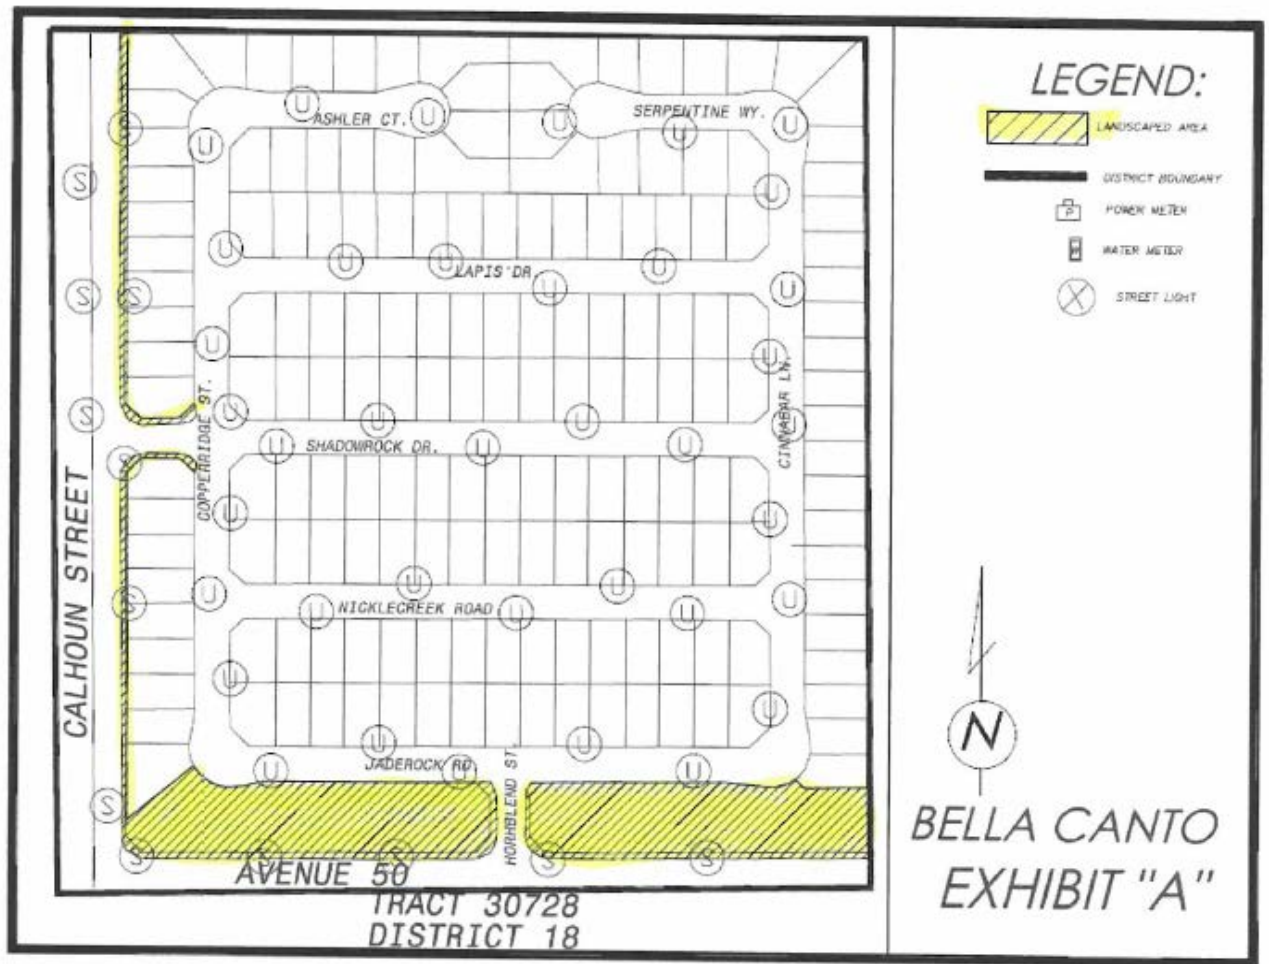 LEGEND:
LANDSCAPED AREA
DISTRICT BOUNDARY
P
POWER METER
WATER METER
STREET LIGHT
ASHLER CT.
SERPENTINE WY.
LAPIS DR.
COPPERRIDGE ST.
CINNABAR LN.
SHADOWROCK DR.
CALHOUN STREET
NICKLECREEK ROAD
JADEROCK RD.
HORHBLEND ST.
AVENUE 50
TRACT 30728
DISTRICT 18
N
BELLA CANTO
EXHIBIT "A"